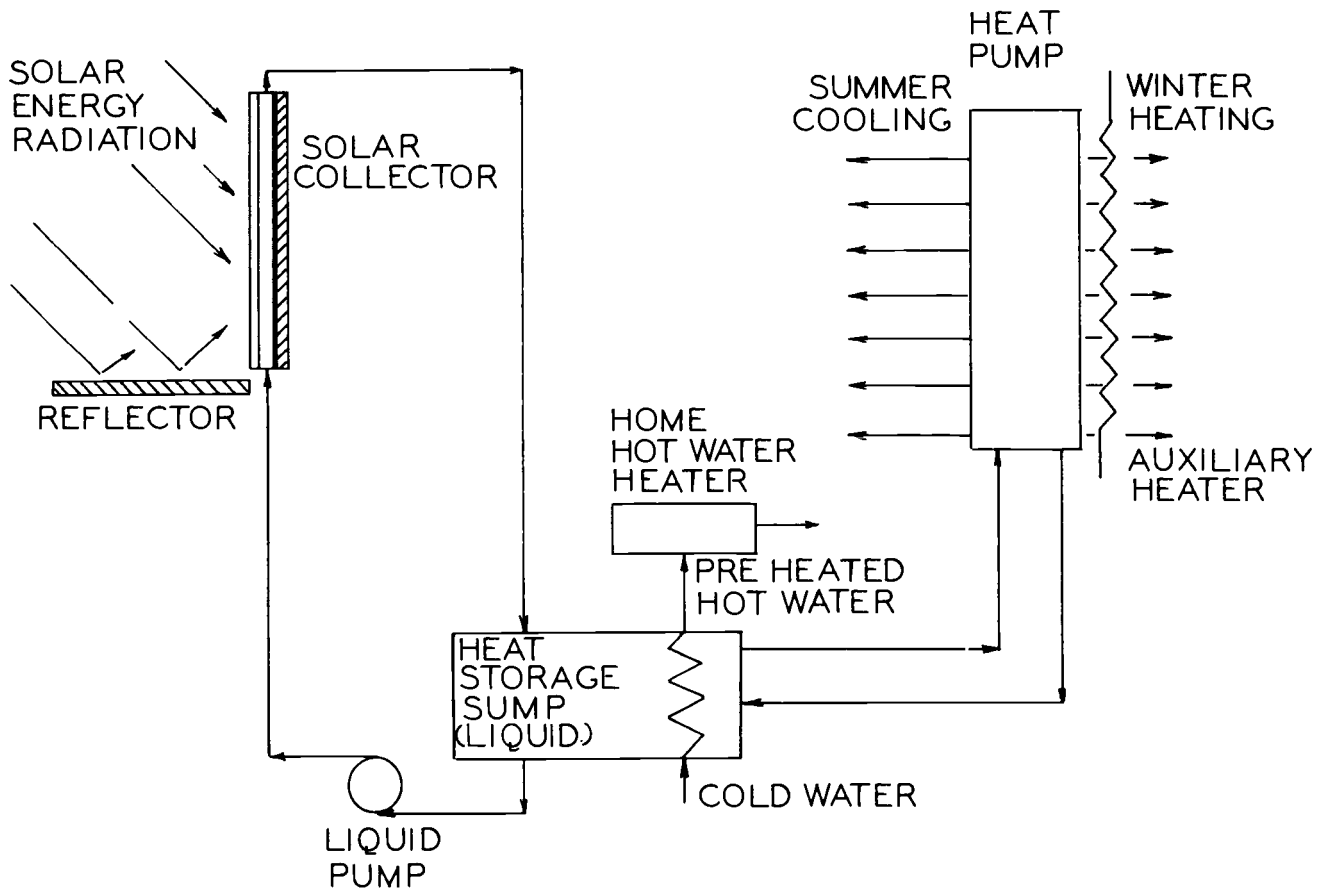 SOLAR
ENERGY
RADIATION
SOLAR
COLLECTOR
REFLECTOR
HEAT
PUMP
SUMMER
COOLING
WINTER
HEATING
AUXILIARY
HEATER
HOME
HOT WATER
HEATER
PRE HEATED
HOT WATER
HEAT
STORAGE
SUMP
(LIQUID)
COLD WATER
LIQUID
PUMP